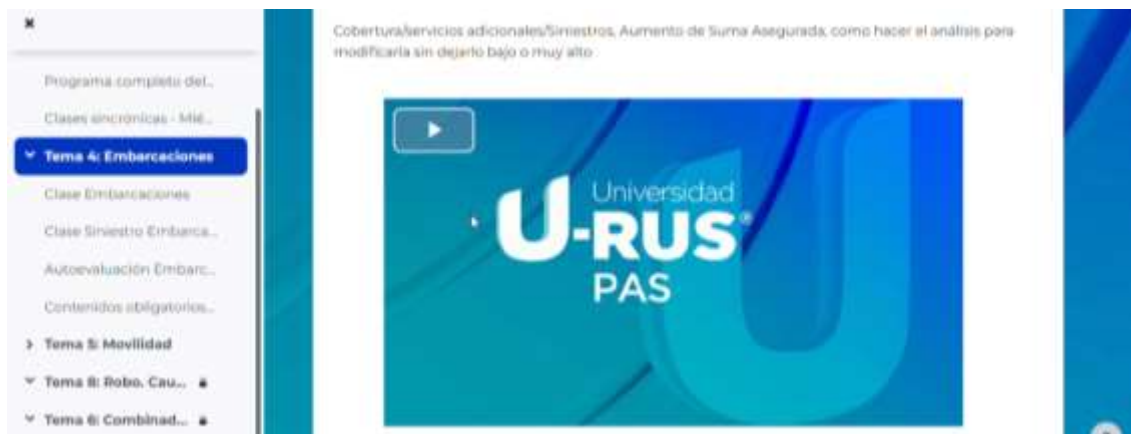 Cobertura/servicios adicionales/Siniestros, Aumento de Suma Asegurada, como hacer el análisis para
modificarla sin dejarlo bajo o muy alto
Programa completo del...
Clases sincrónicas - Mié...
Tema 4: Embarcaciones
Clase Embarcaciones
Clase Siniestro Embarca...
Autoevaluación Embarc...
Contenidos obligatorios...
Tema 5: Movilidad
Tema 8: Robo, Cau...
Tema 6: Combinad...
Universidad
U-RUS®
PAS